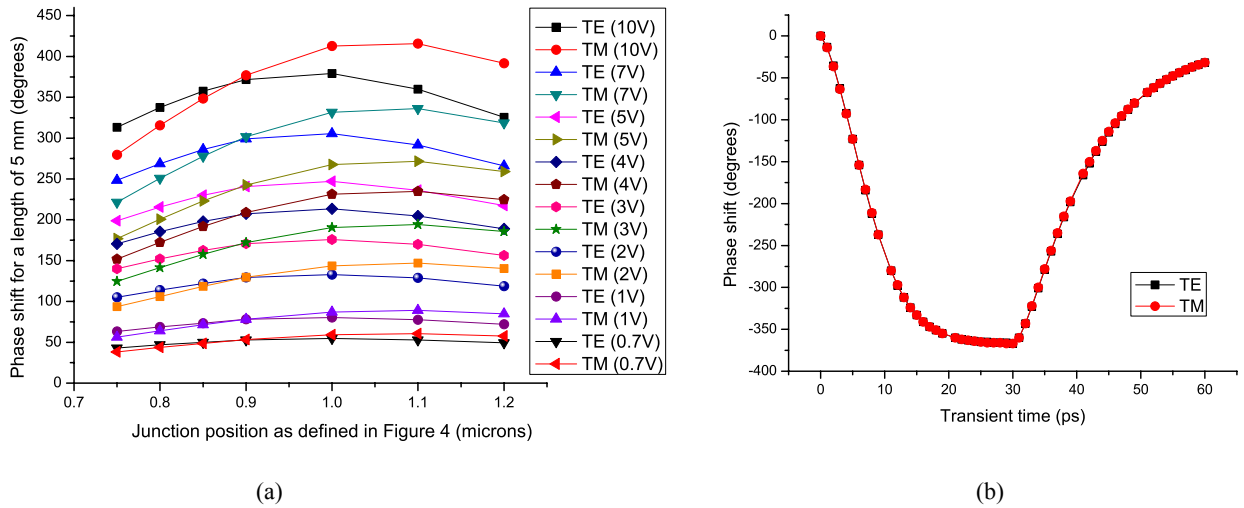 450
400
350
300
250
200
150
100
50
0
0.7 0.8 0.9 1.0 1.1 1.2
Phase shift for a length of 5 mm (degrees)
Junction position as defined in Figure 4 (microns)
TE (10V)
TM (10V)
TE (7V)
TM (7V)
TE (5V)
TM (5V)
TE (4V)
TM (4V)
TE (3V)
TM (3V)
TE (2V)
TM (2V)
TE (1V)
TM (1V)
TE (0.7V)
TM (0.7V)
(a)
0
-50
-100
-150
-200
-250
-300
-350
-400
0 10 20 30 40 50 60
Phase shift (degrees)
Transient time (ps)
TE
TM
(b)